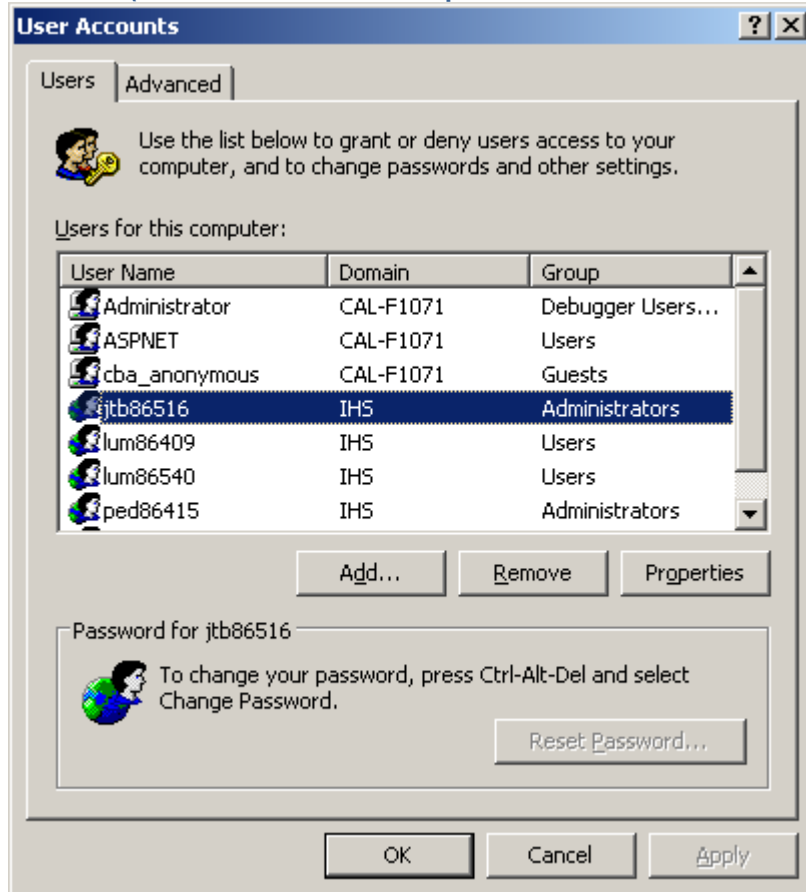 User Accounts
Users Advanced
Use the list below to grant or deny users access to your
computer, and to change passwords and other settings.
Users for this computer:
User Name Domain Group
Administrator CAL-F1071 Debugger Users...
ASPNET CAL-F1071 Users
cba_anonymous CAL-F1071 Guests
jtb86516 IHS Administrators
lum86409 IHS Users
lum86540 IHS Users
ped86415 IHS Administrators
Add... Remove Properties
Password for jtb86516
To change your password, press Ctrl-Alt-Del and select
Change Password.
Reset Password...
OK Cancel Apply